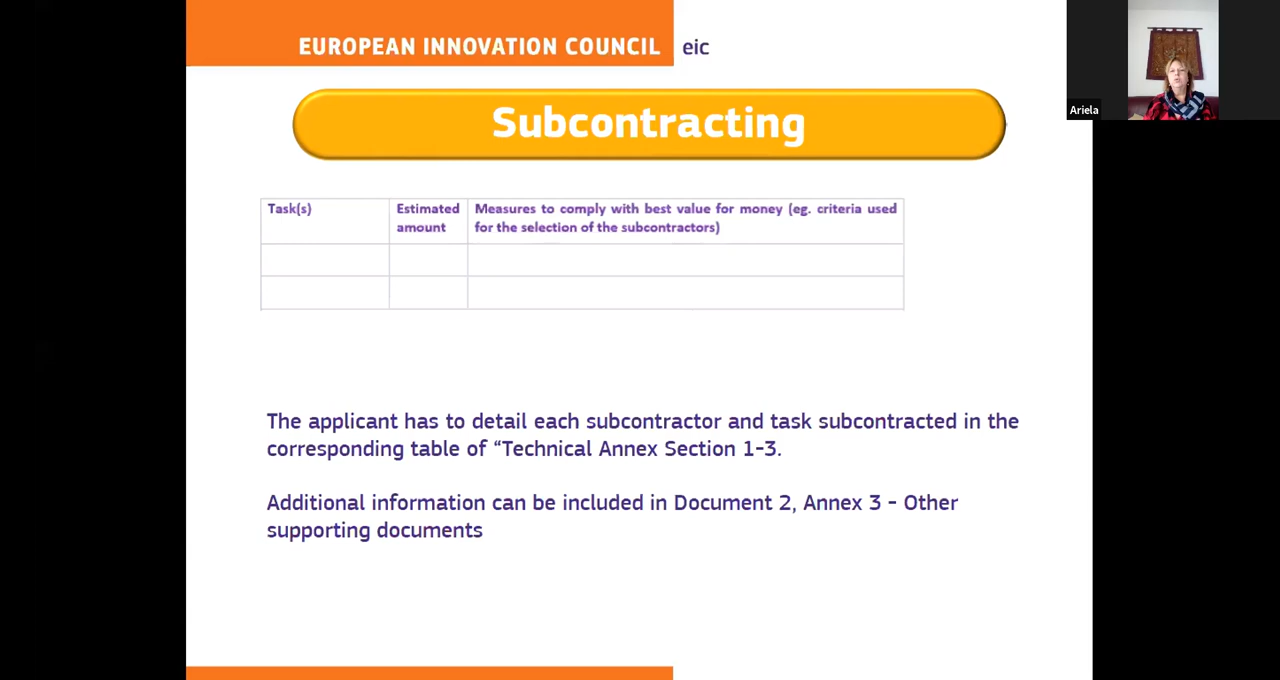 EUROPEAN INNOVATION COUNCIL eic
Ariela
Subcontracting
Task(s) Estimated amount Measures to comply with best value for money (eg. criteria used
for the selection of the subcontractors)
The applicant has to detail each subcontractor and task subcontracted in the
corresponding table of “Technical Annex Section 1-3.
Additional information can be included in Document 2, Annex 3 - Other
supporting documents